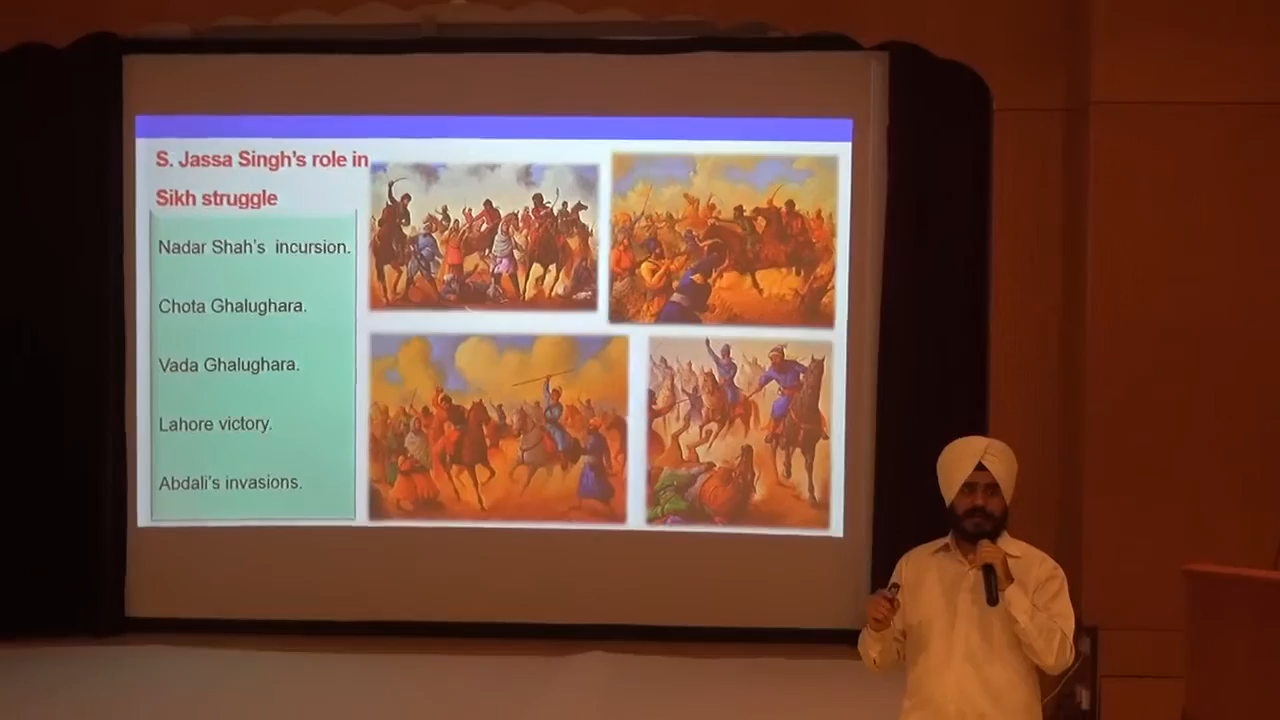 S. Jassa Singh's role in
Sikh struggle
Nadar Shah's incursion.
Chota Ghalughara.
Vada Ghalughara.
Lahore victory.
Abdali's invasions.